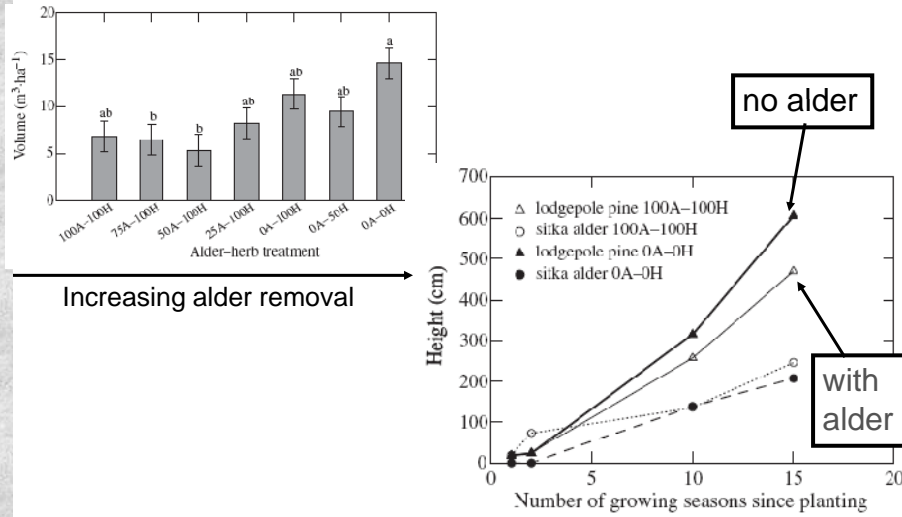 20
15
10
5
0
Volume (m³·ha⁻¹)
ab
b
b
ab
ab
ab
a
100A–100H
75A–100H
50A–100H
25A–100H
0A–100H
0A–50H
0A–0H
Alder–herb treatment
Increasing alder removal
no alder
700
600
500
400
300
200
100
0
Height (cm)
lodgepole pine 100A–100H
sitka alder 100A–100H
lodgepole pine 0A–0H
sitka alder 0A–0H
with
alder
0
5
10
15
20
Number of growing seasons since planting